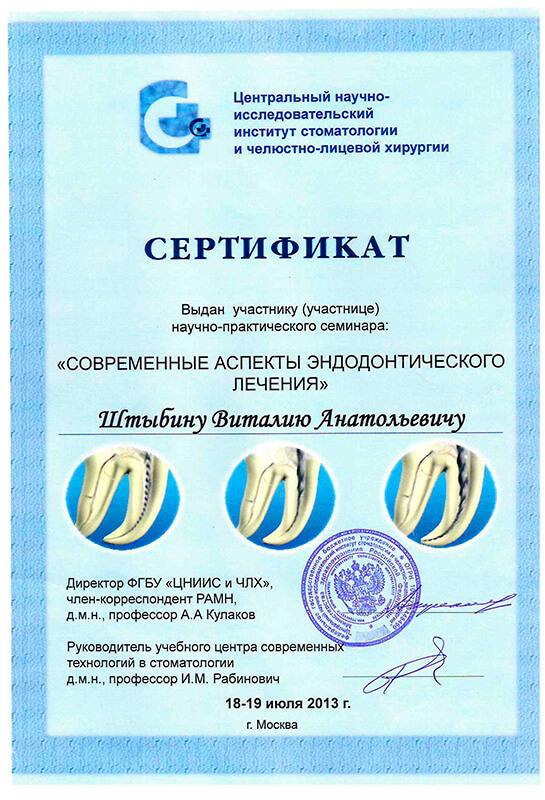 Центральный научно-
исследовательский
институт стоматологии
и челюстно-лицевой хирургии
СЕРТИФИКАТ
Выдан участнику (участнице)
научно-практического семинара:
«СОВРЕМЕННЫЕ АСПЕКТЫ ЭНДОДОНТИЧЕСКОГО
ЛЕЧЕНИЯ»
Штыбину Виталию Анатольевичу
Директор ФГБУ «ЦНИИС и ЧЛХ»,
член-корреспондент РАМН,
д.м.н., профессор А.А Кулаков
Руководитель учебного центра современных
технологий в стоматологии
д.м.н., профессор И.М. Рабинович
18-19 июля 2013 г.
г. Москва